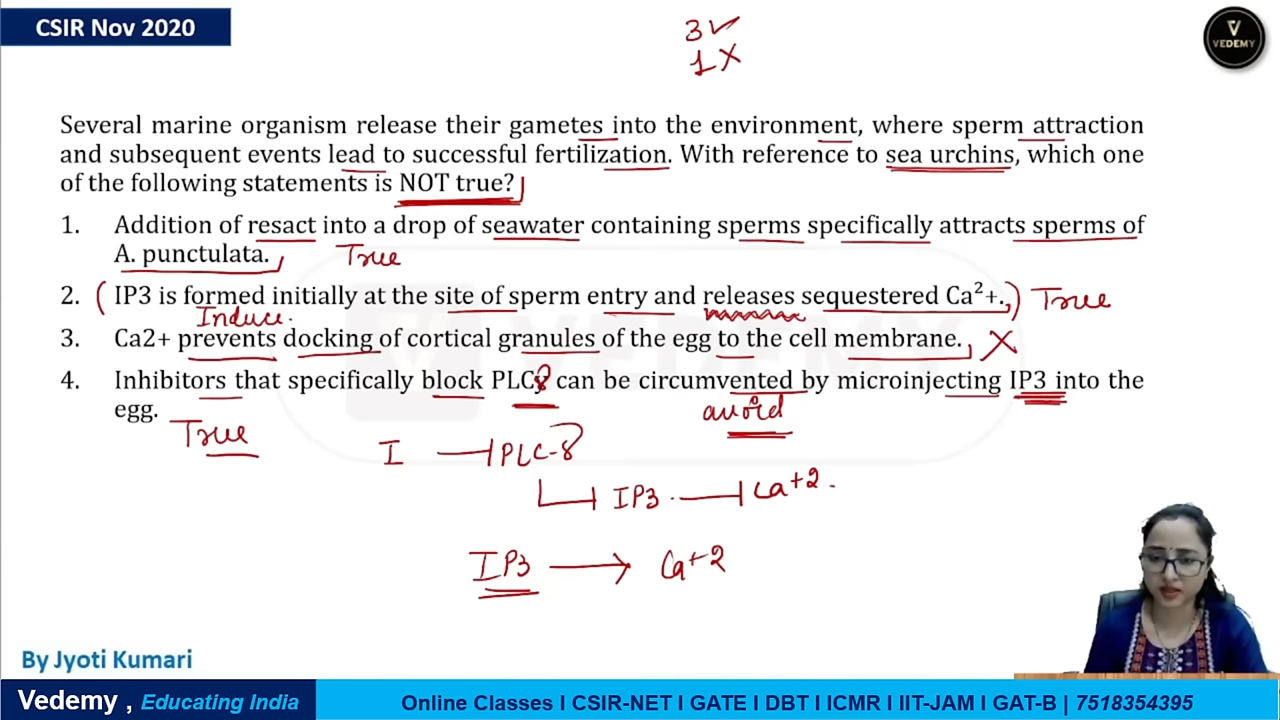 CSIR Nov 2020
3 ✓
1 X
V
VEDEMY
Several marine organism release their gametes into the environment, where sperm attraction
and subsequent events lead to successful fertilization. With reference to sea urchins, which one
of the following statements is NOT true?
1. Addition of resact into a drop of seawater containing sperms specifically attracts sperms of
A. punctulata. True
2. (IP3 is formed initially at the site of sperm entry and releases sequestered Ca²+.) True
Induce
3. Ca2+ prevents docking of cortical granules of the egg to the cell membrane. X
4. Inhibitors that specifically block PLCγ can be circumvented by microinjecting IP3 into the
egg. avoid
True
I ⊣ PLC-γ
⊣ IP3 ⊣ Ca+2
IP3 → Ca+2
By Jyoti Kumari
Vedemy , Educating India Online Classes I CSIR-NET I GATE I DBT I ICMR I IIT-JAM I GAT-B | 7518354395